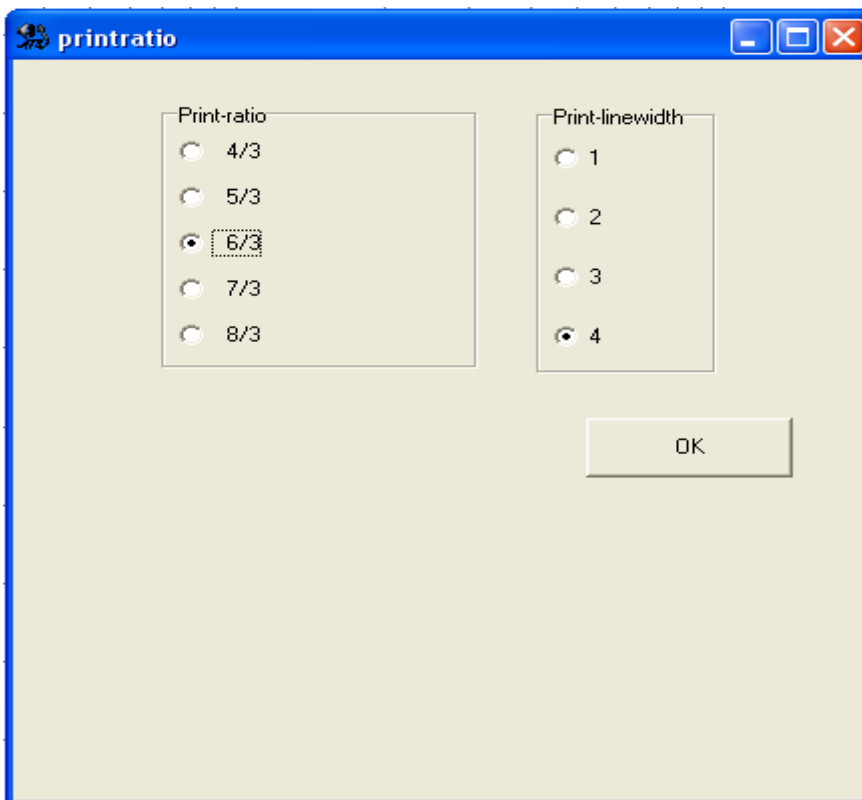 printratio
Print-ratio
4/3
5/3
6/3
7/3
8/3
Print-linewidth
1
2
3
4
OK